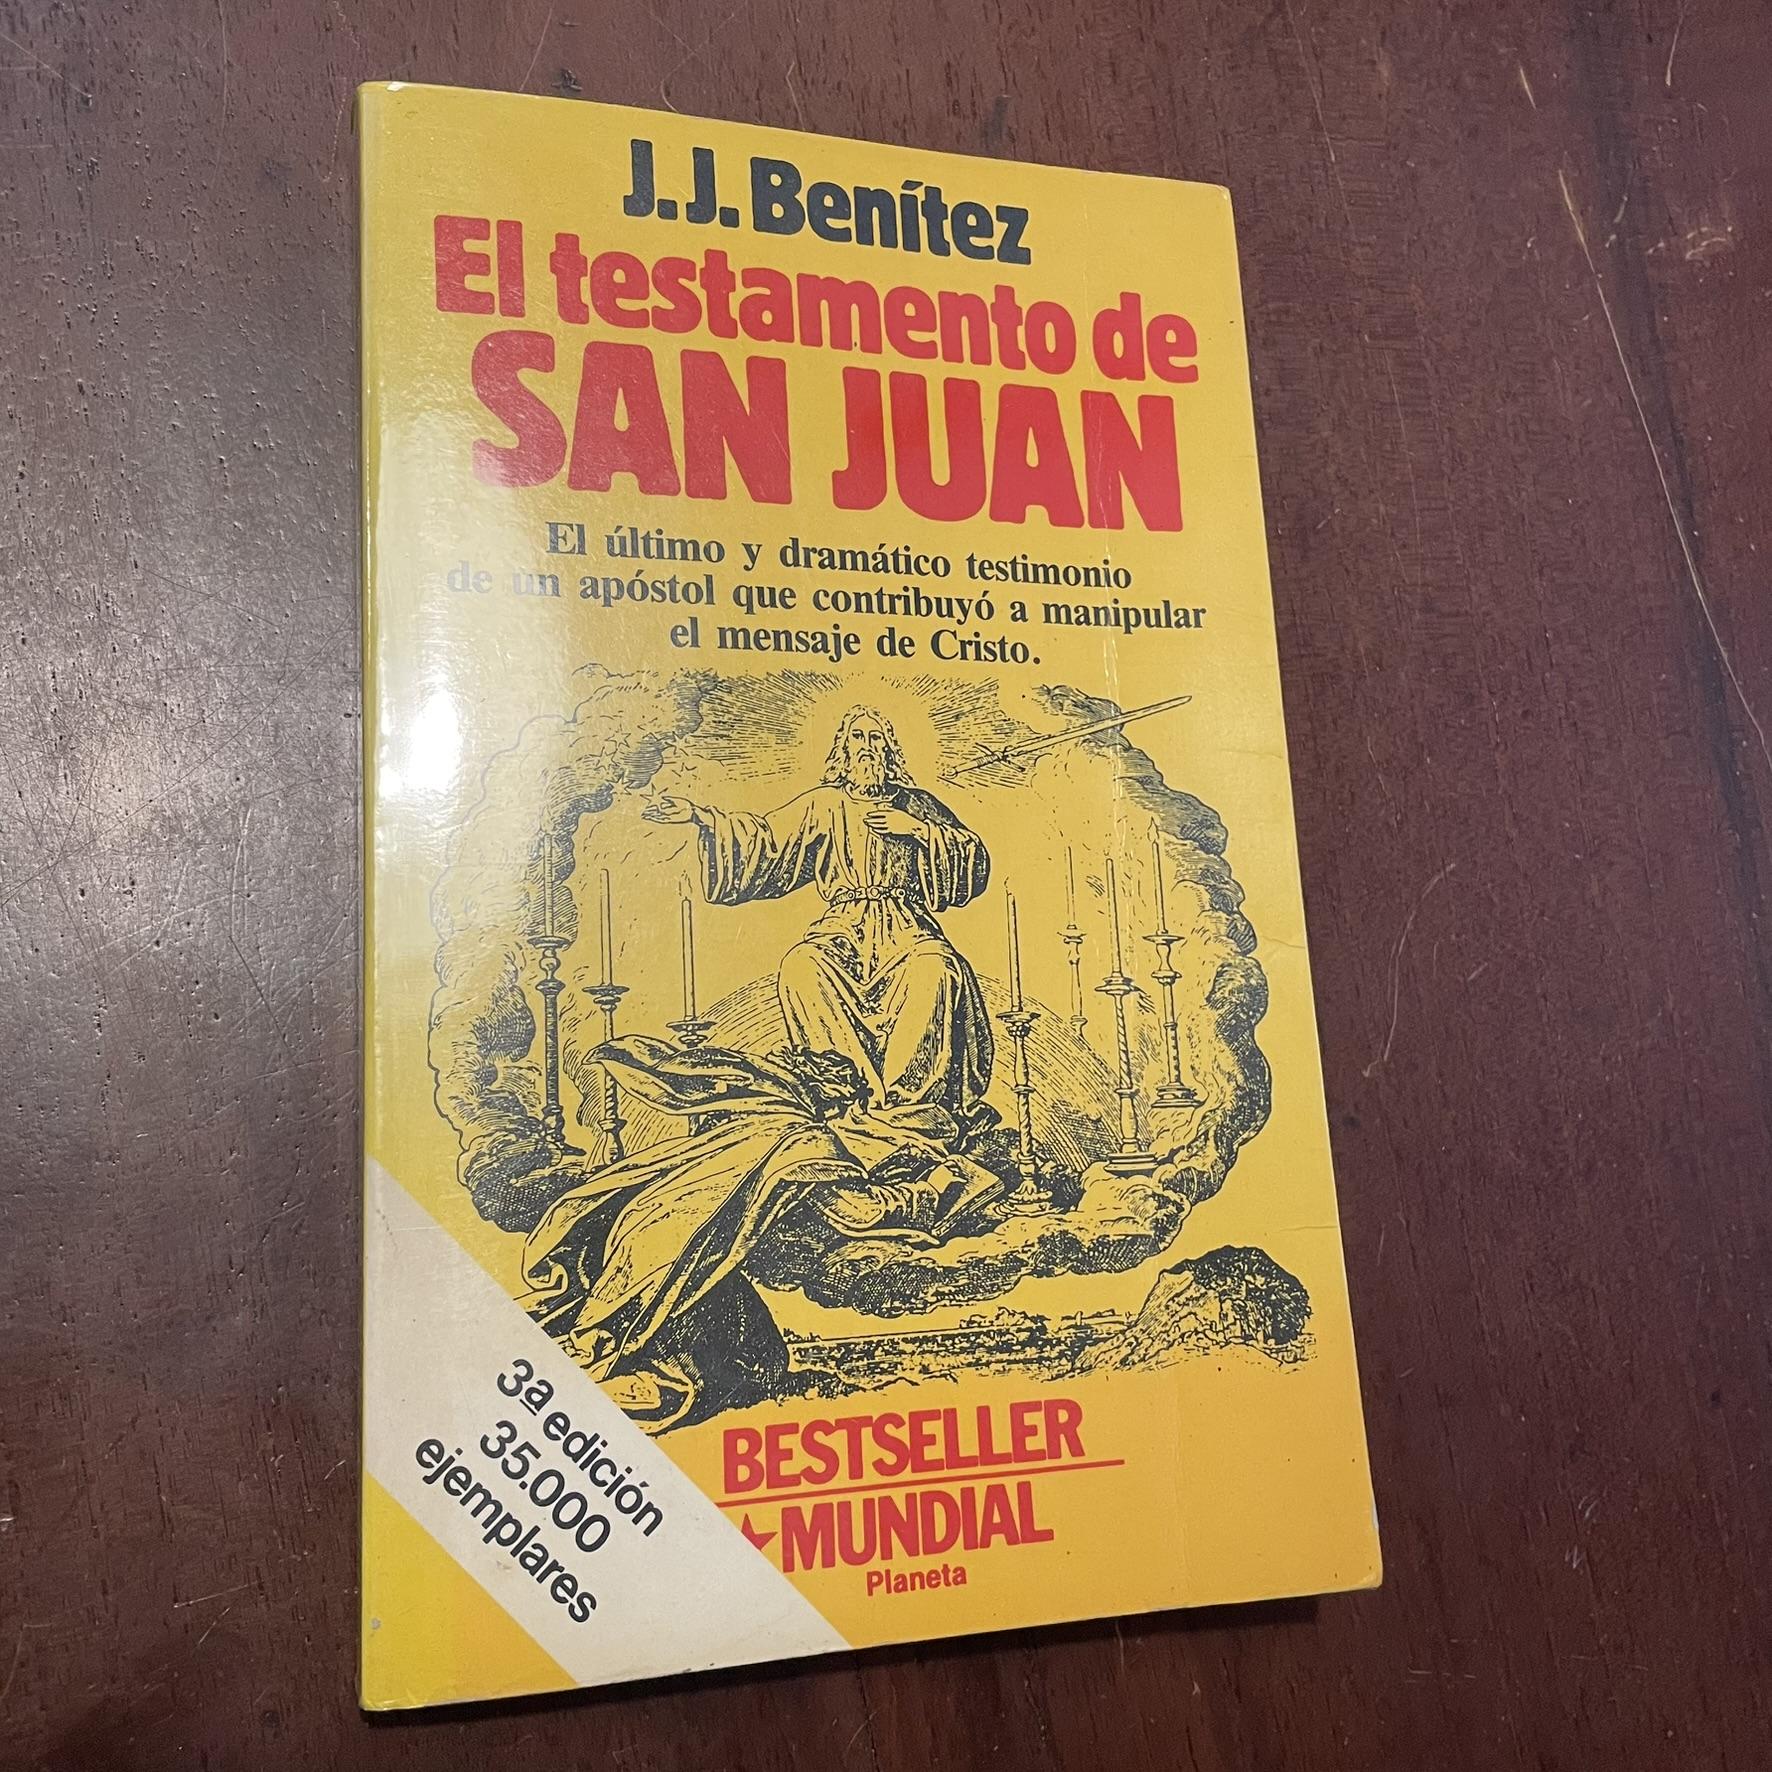 J.J. Benítez
El testamento de
SAN JUAN
El último y dramático testimonio
de un apóstol que contribuyó a manipular
el mensaje de Cristo.
3ª edición
35.000
ejemplares
BESTSELLER
MUNDIAL
Planeta